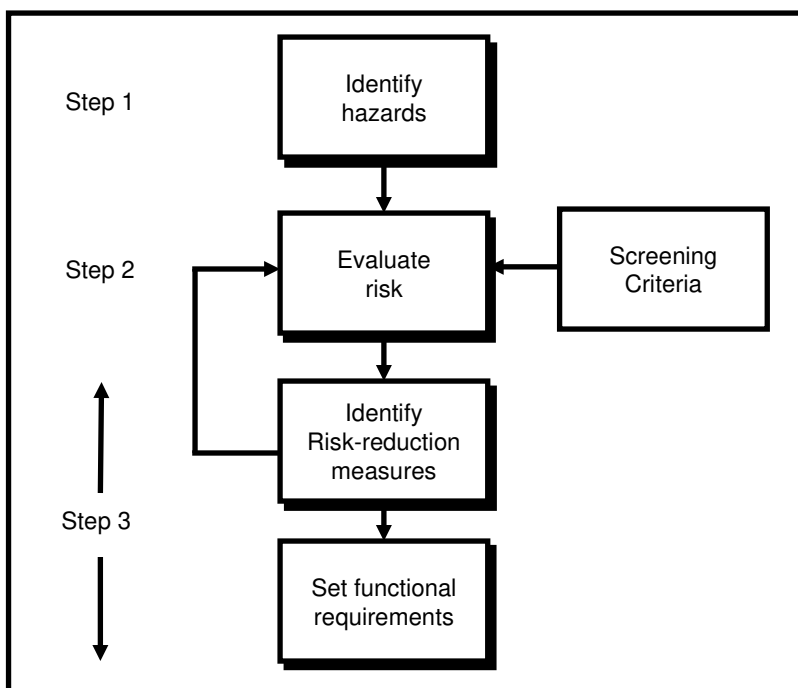 Step 1
Identify
hazards
Step 2
Evaluate
risk
Screening
Criteria
Identify
Risk-reduction
measures
Step 3
Set functional
requirements